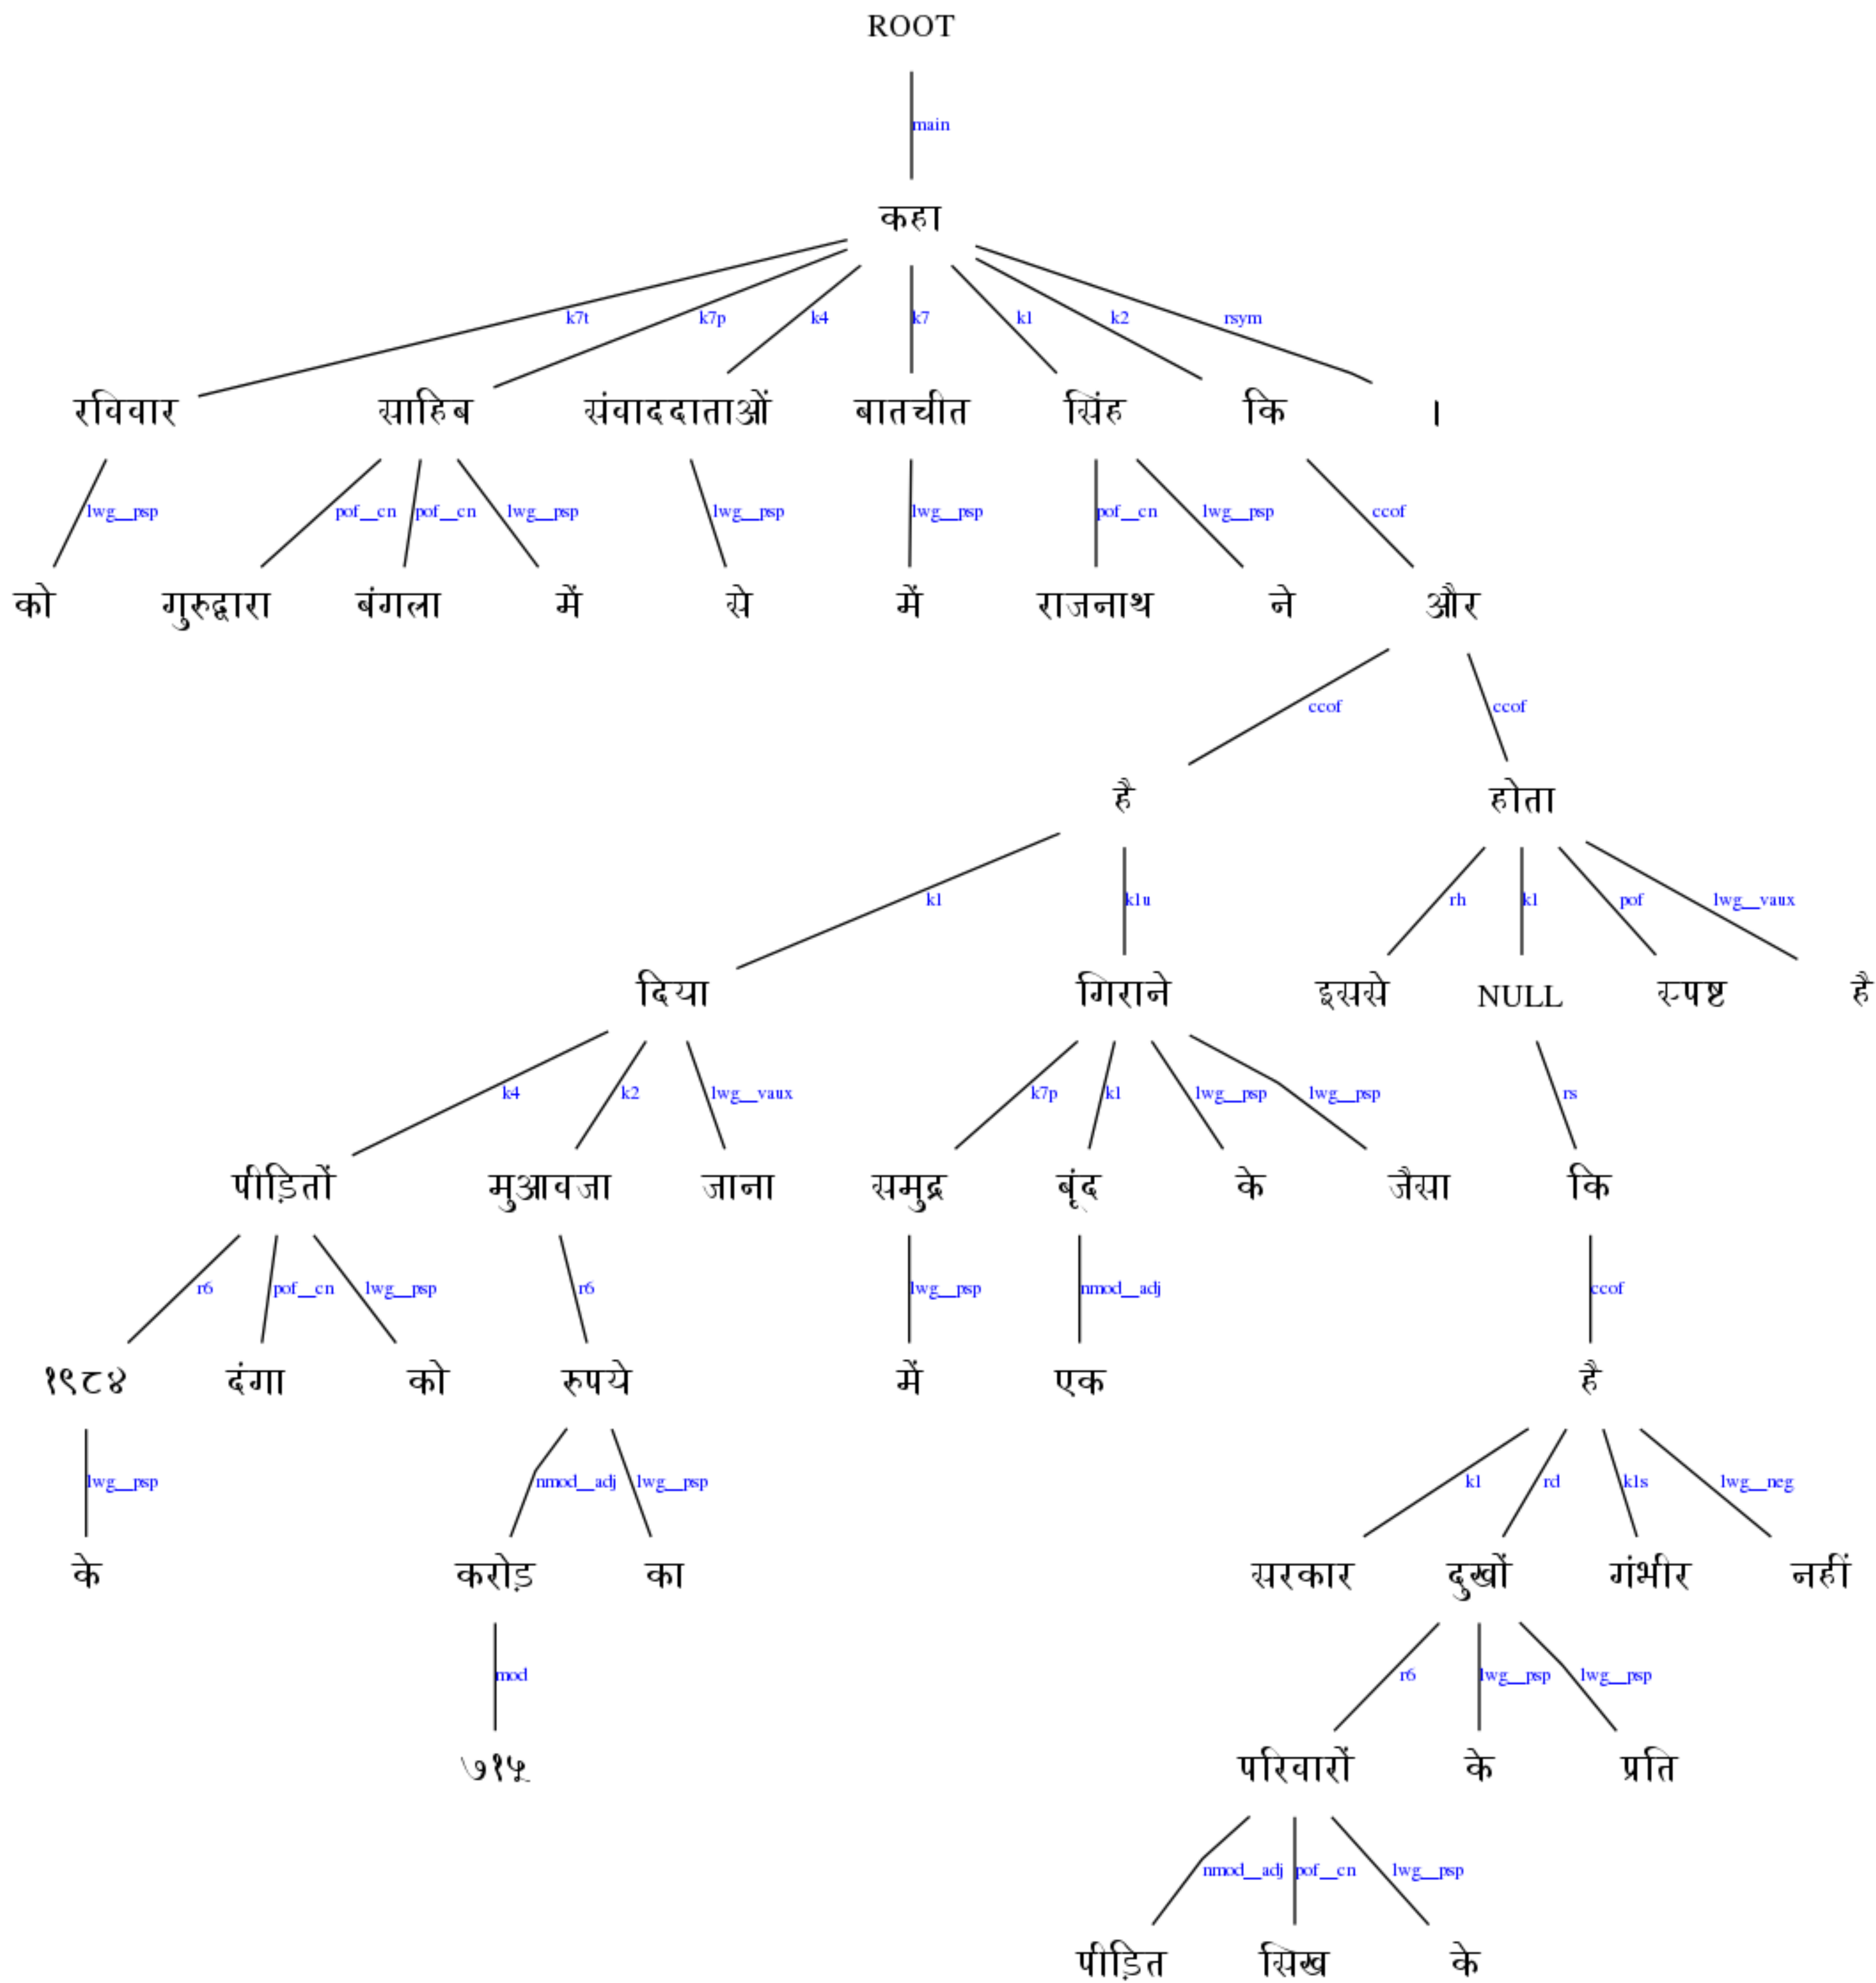 ROOT
main
कहा
k7t k7p k4 k7 k1 k2 rsym
रविवार साहिब संवाददाताओं बातचीत सिंह कि ।
lwg__psp pof__cn pof__cn lwg__psp lwg__psp lwg__psp pof__cn lwg__psp ccof
को गुरुद्वारा बंगला में से में राजनाथ ने और
ccof ccof
है होता
k1 k1u rh k1 pof lwg__vaux
दिया गिराने इससे NULL स्पष्ट है
k4 k2 lwg__vaux k7p k1 lwg__psp lwg__psp rs
पीड़ितों मुआवजा जाना समुद्र बूंद के जैसा कि
r6 pof__cn lwg__psp r6 lwg__psp nmod__adj ccof
१९८४ दंगा को रुपये में एक है
lwg__psp nmod__adj lwg__psp k1 rd k1s lwg__neg
के करोड़ का सरकार दुखों गंभीर नहीं
mod r6 lwg__psp lwg__psp
७१५ परिवारों के प्रति
nmod__adj pof__cn lwg__psp
पीड़ित सिख के